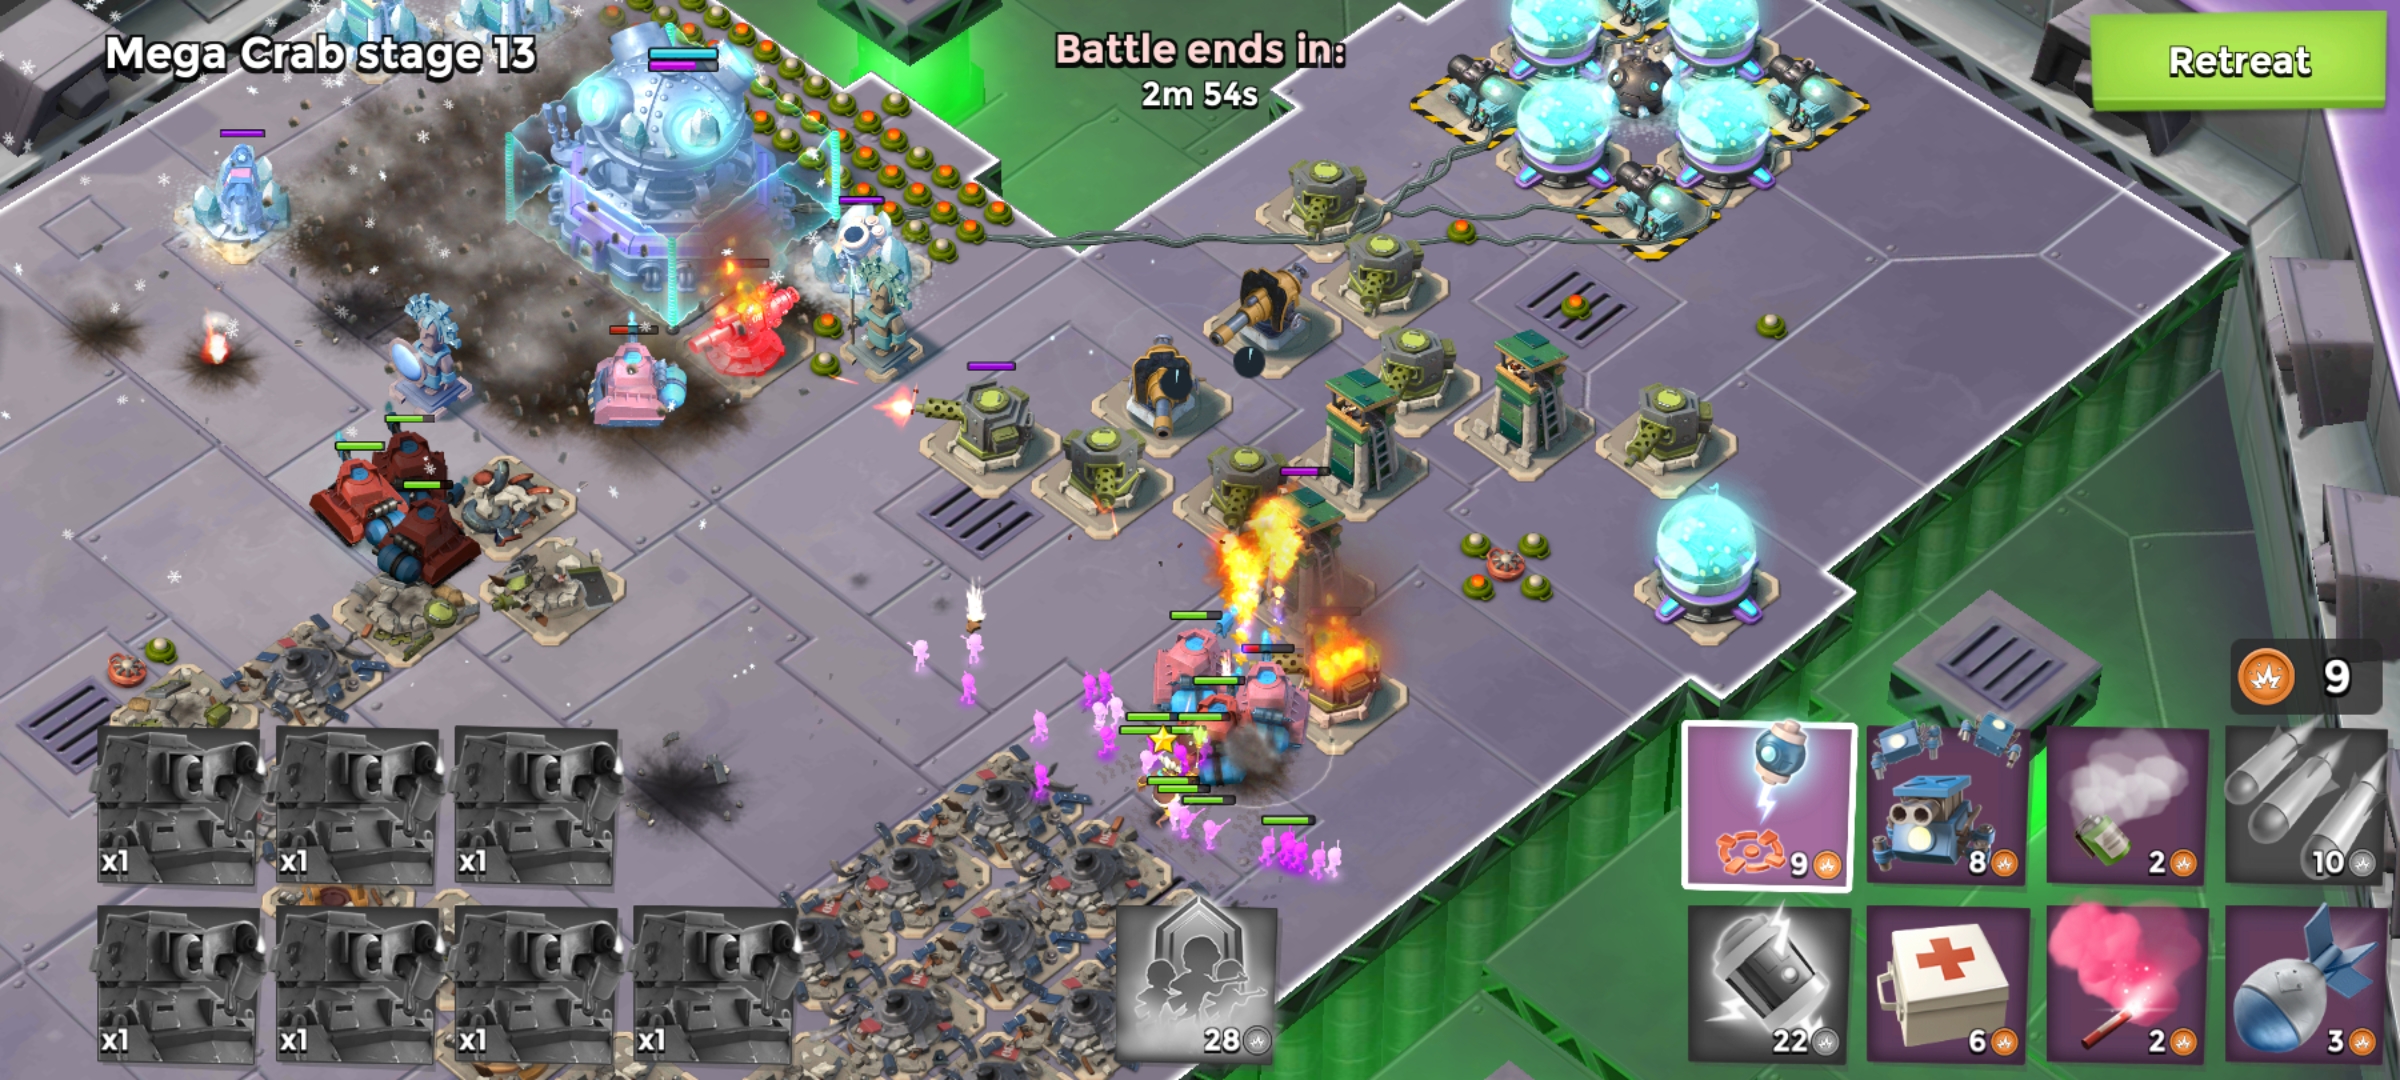 Mega Crab stage 13
Battle ends in:
2m 54s
Retreat
9
x1
x1
x1
9
8
2
10
x1
x1
x1
x1
28
22
6
2
3